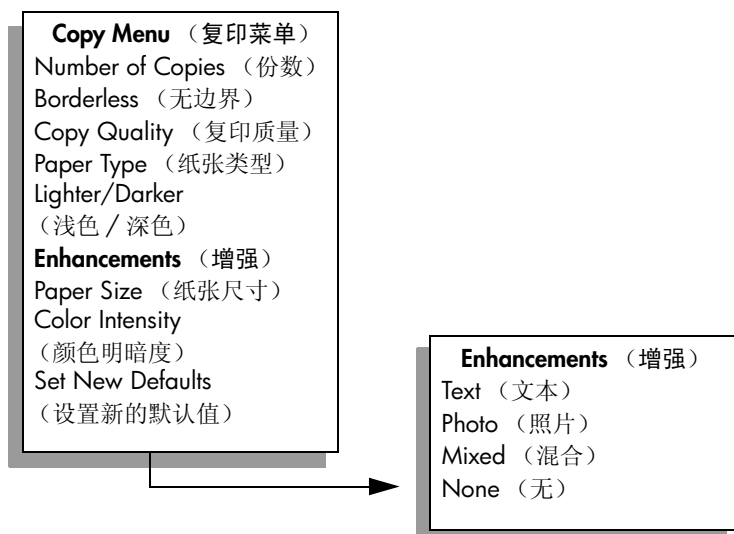 Copy Menu （复印菜单）
Number of Copies （份数）
Borderless （无边界）
Copy Quality （复印质量）
Paper Type （纸张类型）
Lighter/Darker
（浅色 / 深色）
Enhancements （增强）
Paper Size （纸张尺寸）
Color Intensity
（颜色明暗度）
Set New Defaults
（设置新的默认值）
Enhancements （增强）
Text （文本）
Photo （照片）
Mixed （混合）
None （无）